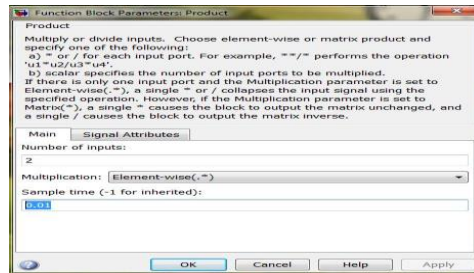 Function Block Parameters: Product
Product
Multiply or divide inputs. Choose element-wise or matrix product and
specify one of the following:
a) * or / for each input port. For example, **/* performs the operation
'u1*u2/u3*u4'.
b) scalar specifies the number of input ports to be multiplied.
If there is only one input port and the Multiplication parameter is set to
Element-wise(.*), a single * or / collapses the input signal using the
specified operation. However, if the Multiplication parameter is set to
Matrix(*), a single * causes the block to output the matrix unchanged, and
a single / causes the block to output the matrix inverse.
Main Signal Attributes
Number of inputs:
2
Multiplication: Element-wise(.*)
Sample time (-1 for inherited):
0.01
OK Cancel Help Apply